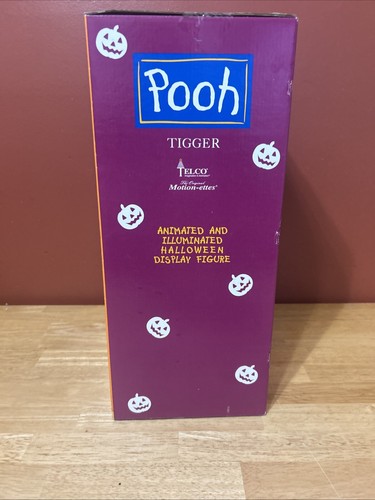 Pooh
TIGGER
TELCO
The Original
Motion-ettes
ANIMATED AND
ILLUMINATED
HALLOWEEN
DISPLAY FIGURE